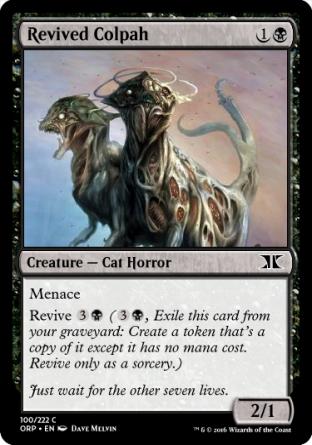 Revived Colpah 1
Creature — Cat Horror
Menace
Revive 3 ( 3 , Exile this card from
your graveyard: Create a token that's a
copy of it except it has no mana cost.
Revive only as a sorcery.)
Just wait for the other seven lives.
2/1
100/222 C
ORP • EN DAVE MELVIN
™ & © 2016 Wizards of the Coast